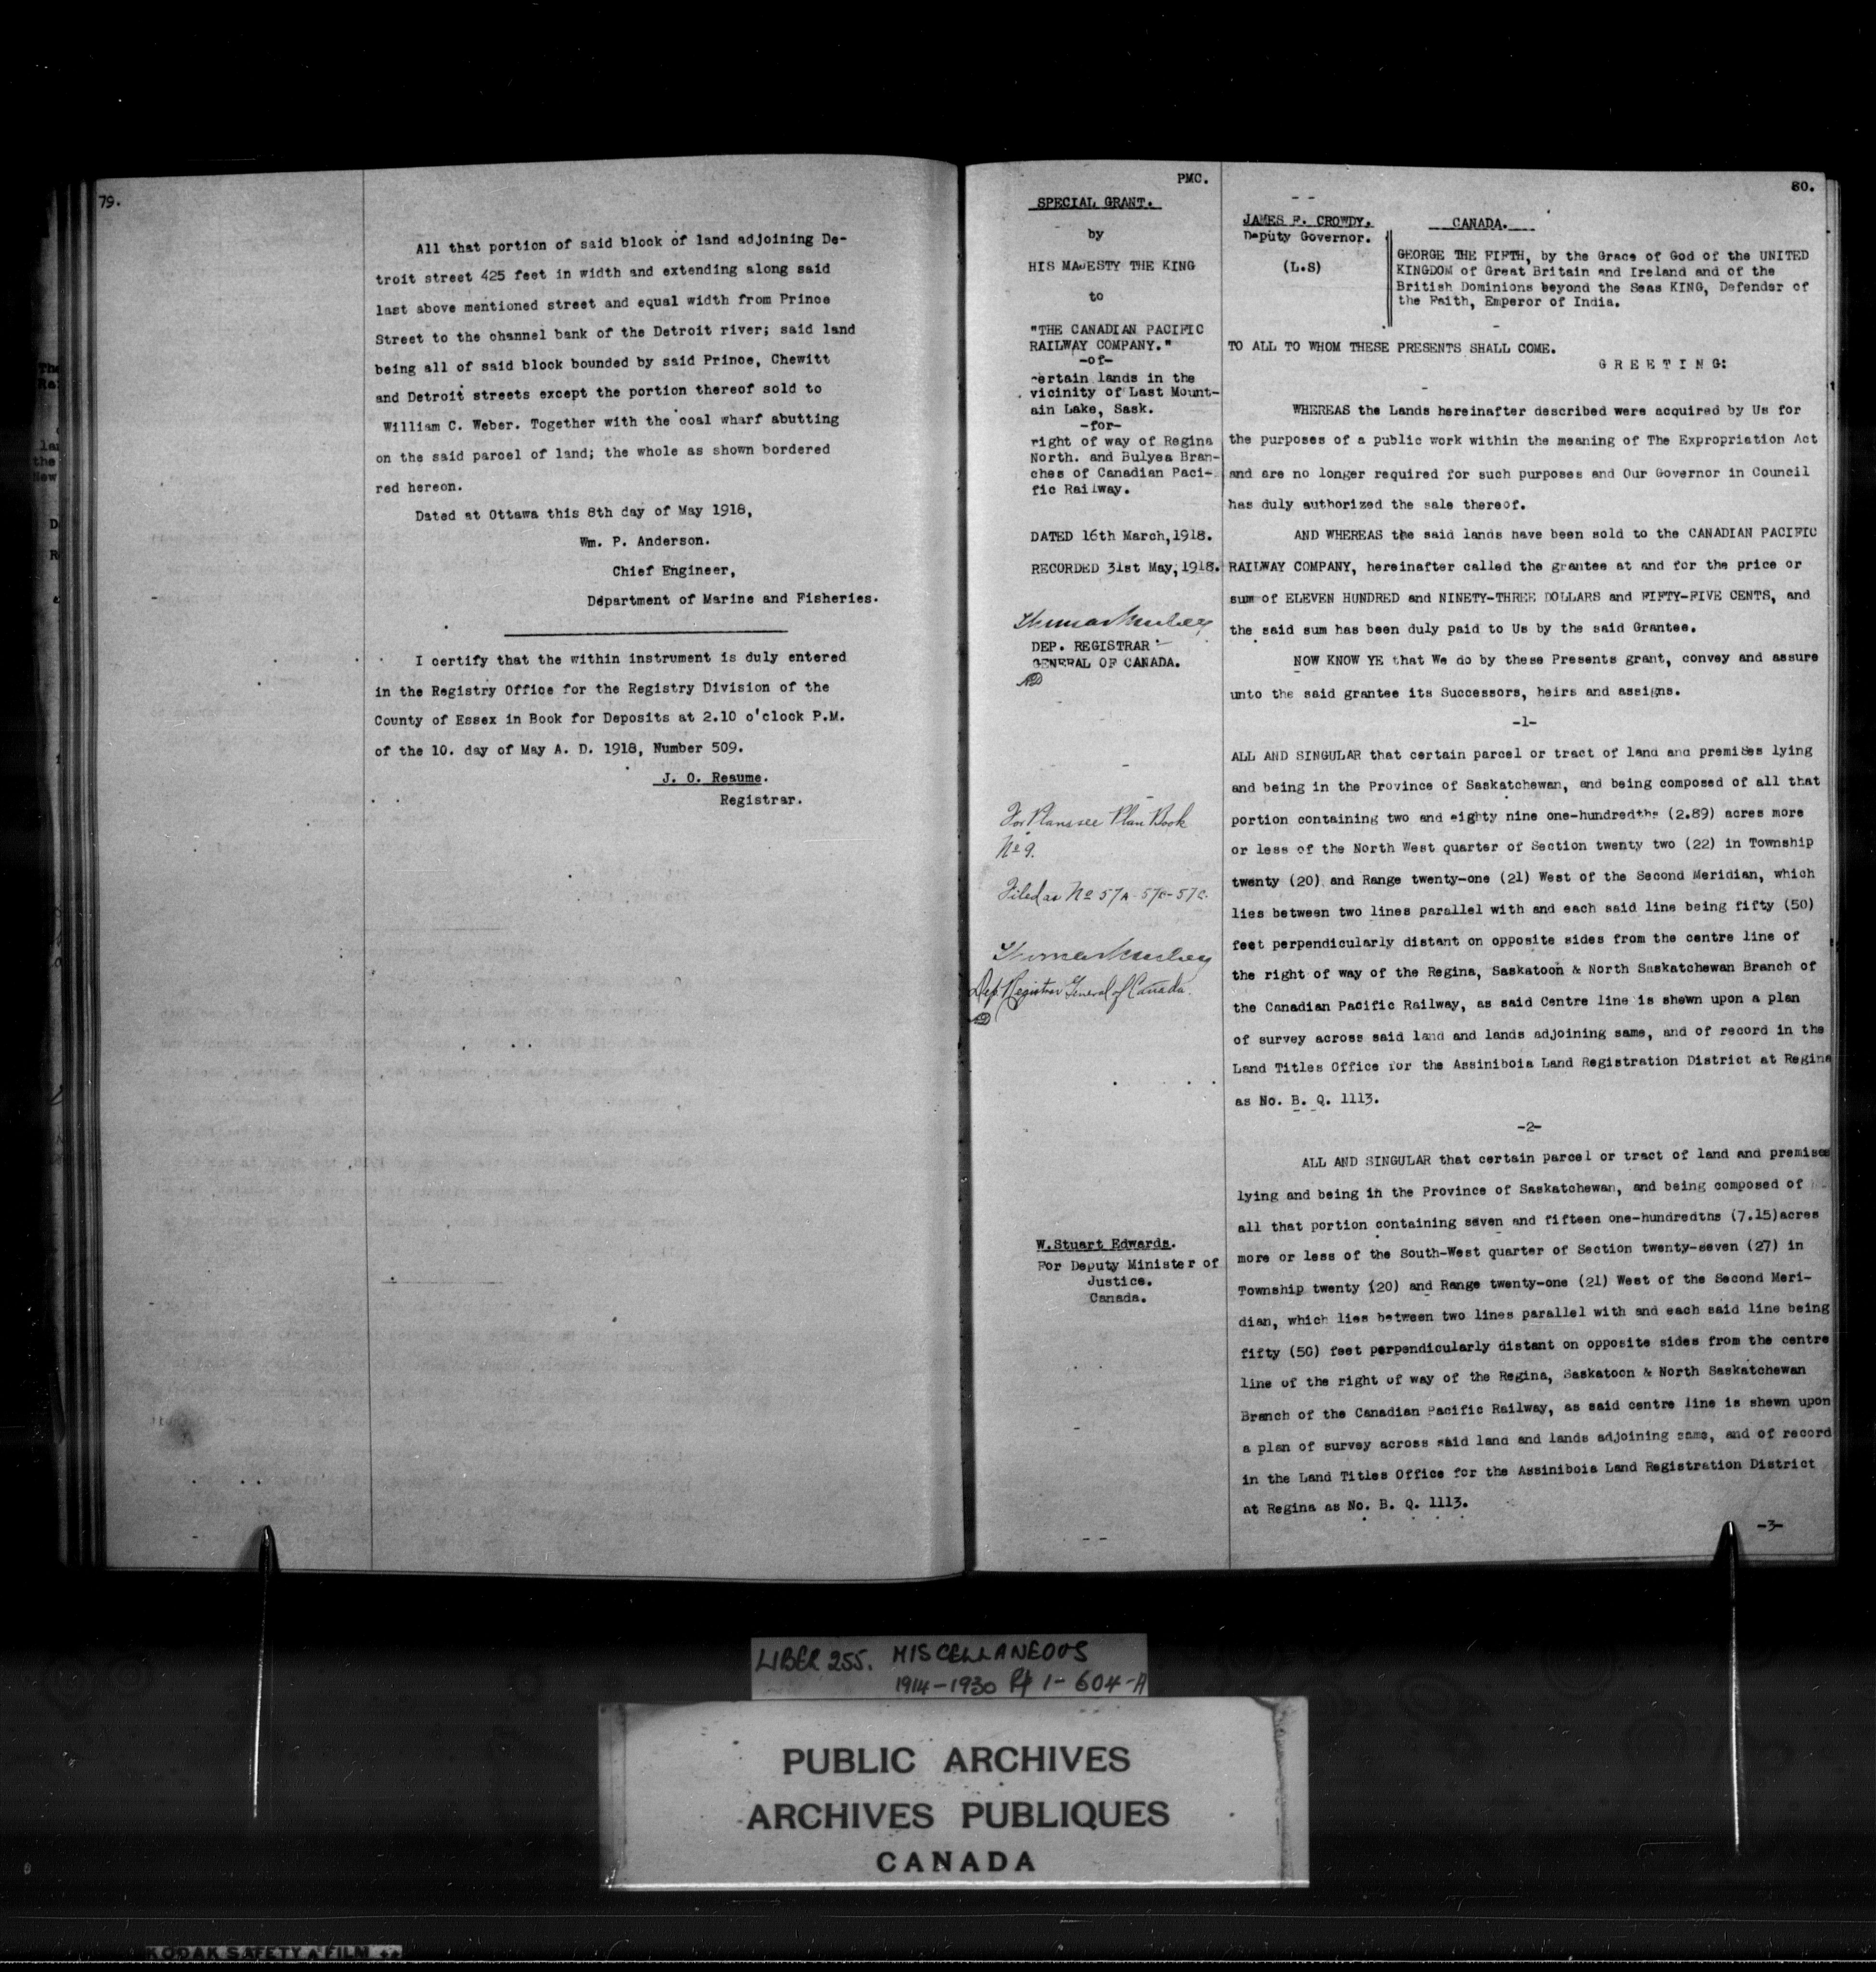 79.
All that portion of said block of land adjoining De-
troit street 425 feet in width and extending along said
last above mentioned street and equal width from Prince
Street to the channel bank of the Detroit river; said land
being all of said block bounded by said Prince, Chewitt
and Detroit streets except the portion thereof sold to
William C. Weber. Together with the coal wharf abutting
on the said parcel of land; the whole as shown bordered
red hereon.
Dated at Ottawa this 8th day of May 1918,
Wm. P. Anderson.
Chief Engineer,
Department of Marine and Fisheries.
I certify that the within instrument is duly entered
in the Registry Office for the Registry Division of the
County of Essex in Book for Deposits at 2.10 o'clock P.M.
of the 10. day of May A. D. 1918, Number 509.
J. O. Reaume.
Registrar.
PMC.
SPECIAL GRANT.
by
HIS MAJESTY THE KING
to
"THE CANADIAN PACIFIC
RAILWAY COMPANY."
-of-
certain lands in the
vicinity of Last Mount-
ain Lake, Sask.
-for-
right of way of Regina
North. and Bulyea Bran-
ches of Canadian Paci-
fic Railway.
DATED 16th March, 1918.
RECORDED 31st May, 1918.
DEP. REGISTRAR
GENERAL OF CANADA.
For Plans see Plan Book
No 9.
Filed as No 57A-57B-57C.
Dep. Registrar General of Canada.
W. Stuart Edwards.
For Deputy Minister of
Justice.
Canada.
80.
JAMES F. CROWDY.
Deputy Governor.
(L.S)
CANADA.
GEORGE THE FIFTH, by the Grace of God of the UNITED
KINGDOM of Great Britain and Ireland and of the
British Dominions beyond the Seas KING, Defender of
the Faith, Emperor of India.
TO ALL TO WHOM THESE PRESENTS SHALL COME.
G R E E T I N G:
WHEREAS the Lands hereinafter described were acquired by Us for
the purposes of a public work within the meaning of The Expropriation Act
and are no longer required for such purposes and Our Governor in Council
has duly authorized the sale thereof.
AND WHEREAS the said lands have been sold to the CANADIAN PACIFIC
RAILWAY COMPANY, hereinafter called the grantee at and for the price or
sum of ELEVEN HUNDRED and NINETY-THREE DOLLARS and FIFTY-FIVE CENTS, and
the said sum has been duly paid to Us by the said Grantee.
NOW KNOW YE that We do by these Presents grant, convey and assure
unto the said grantee its Successors, heirs and assigns.
-1-
ALL AND SINGULAR that certain parcel or tract of land and premises lying
and being in the Province of Saskatchewan, and being composed of all that
portion containing two and eighty nine one-hundredths (2.89) acres more
or less of the North West quarter of Section twenty two (22) in Township
twenty (20) and Range twenty-one (21) West of the Second Meridian, which
lies between two lines parallel with and each said line being fifty (50)
feet perpendicularly distant on opposite sides from the centre line of
the right of way of the Regina, Saskatoon & North Saskatchewan Branch of
the Canadian Pacific Railway, as said Centre line is shewn upon a plan
of survey across said land and lands adjoining same, and of record in the
Land Titles Office for the Assiniboia Land Registration District at Regina
as No. B. Q. 1113.
-2-
ALL AND SINGULAR that certain parcel or tract of land and premises
lying and being in the Province of Saskatchewan, and being composed of
all that portion containing seven and fifteen one-hundredths (7.15)acres
more or less of the South-West quarter of Section twenty-seven (27) in
Township twenty (20) and Range twenty-one (21) West of the Second Meri-
dian, which lies between two lines parallel with and each said line being
fifty (50) feet perpendicularly distant on opposite sides from the centre
line of the right of way of the Regina, Saskatoon & North Saskatchewan
Branch of the Canadian Pacific Railway, as said centre line is shewn upon
a plan of survey across said land and lands adjoining same, and of record
in the Land Titles Office for the Assiniboia Land Registration District
at Regina as No. B. Q. 1113.
-3-
LIBER 255. MISCELLANEOUS
1914-1930 Pt 1-604-A
PUBLIC ARCHIVES
ARCHIVES PUBLIQUES
CANADA
KODAK SAFETY FILM